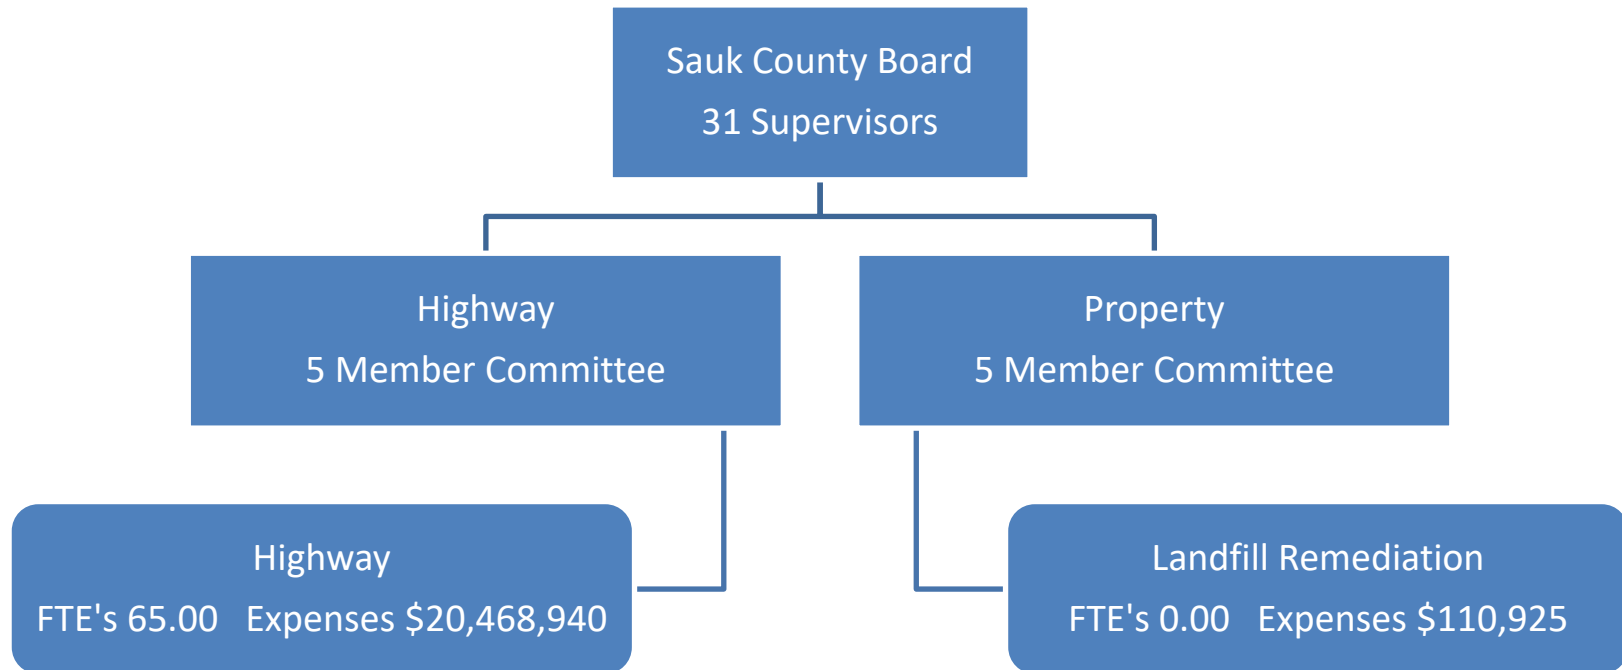 Sauk County Board
31 Supervisors
Highway
5 Member Committee
Property
5 Member Committee
Highway
FTE's 65.00 Expenses $20,468,940
Landfill Remediation
FTE's 0.00 Expenses $110,925